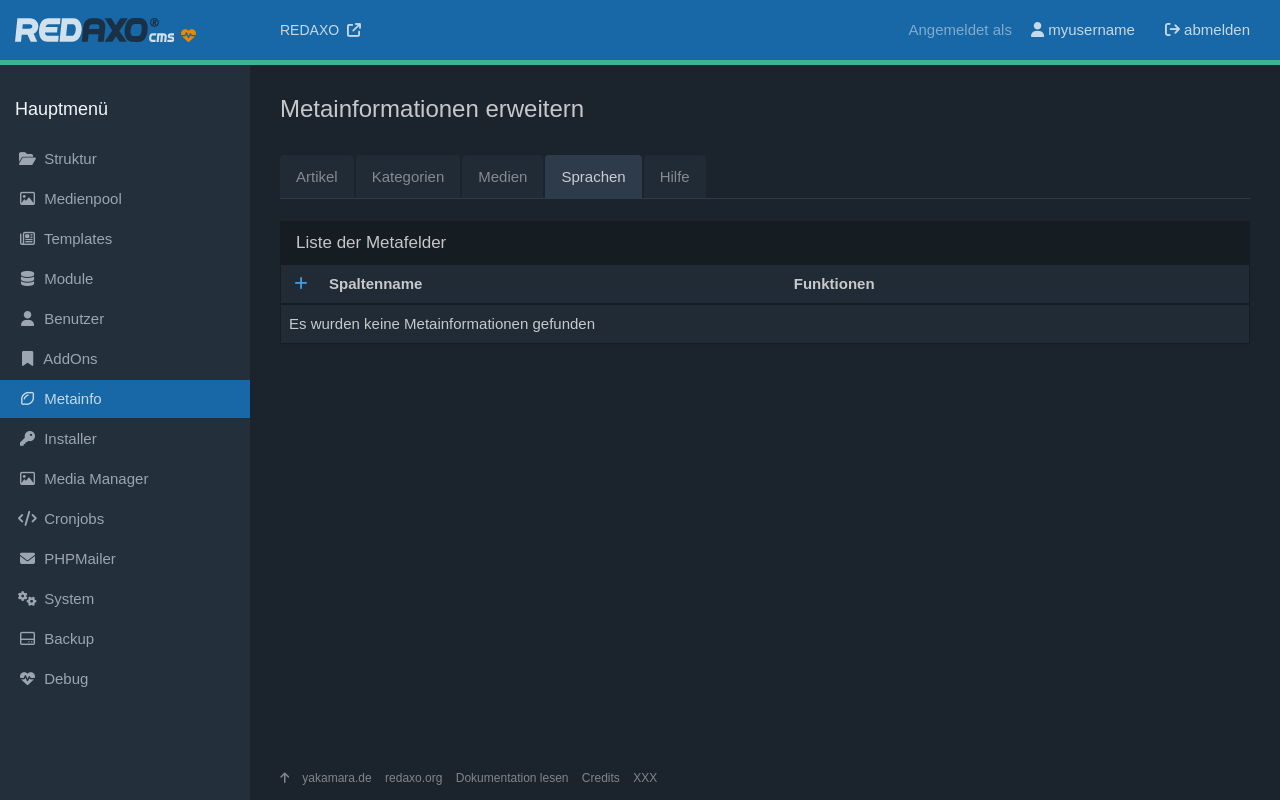 REDAXO® cms
REDAXO
Angemeldet als myusername abmelden
Hauptmenü
Struktur
Medienpool
Templates
Module
Benutzer
AddOns
Metainfo
Installer
Media Manager
Cronjobs
PHPMailer
System
Backup
Debug
Metainformationen erweitern
Artikel Kategorien Medien Sprachen Hilfe
Liste der Metafelder
Spaltenname Funktionen
Es wurden keine Metainformationen gefunden
yakamara.de redaxo.org Dokumentation lesen Credits XXX